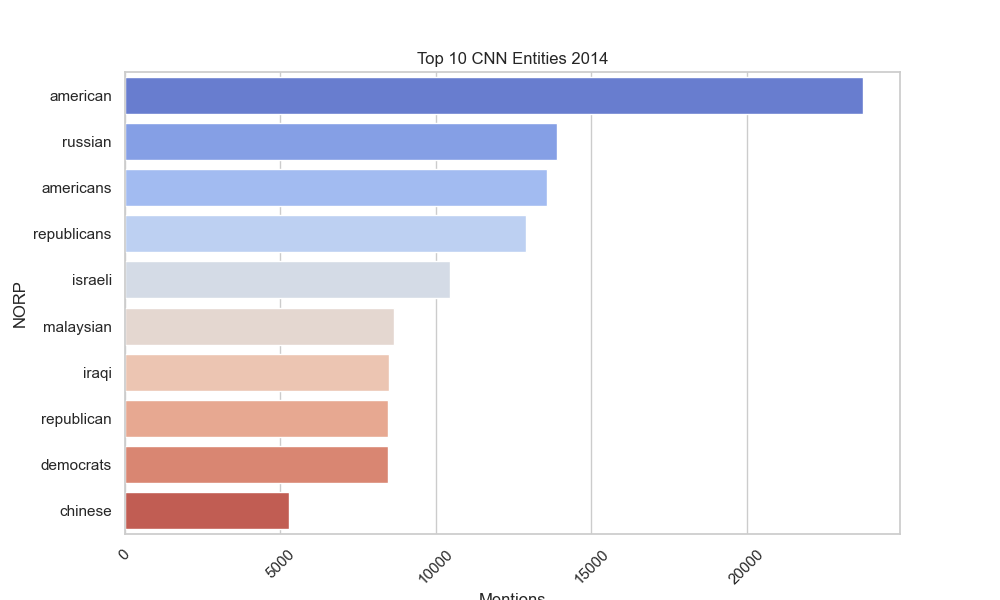 Top 10 CNN Entities 2014
NORP
american
russian
americans
republicans
israeli
malaysian
iraqi
republican
democrats
chinese
0
5000
10000
15000
20000
Mentions